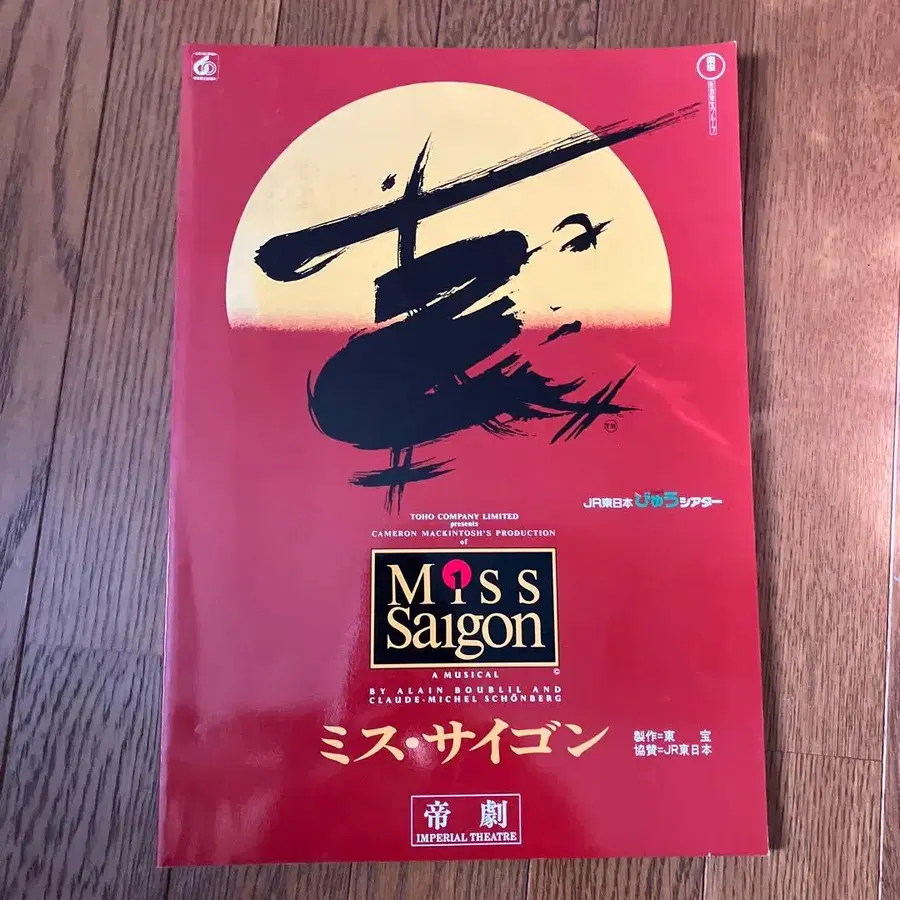 JR東日本びゅうシアター
TOHO COMPANY LIMITED
presents
CAMERON MACKINTOSH'S PRODUCTION
of
Miss
Saigon
©
A MUSICAL
BY ALAIN BOUBLIL AND
CLAUDE-MICHEL SCHÖNBERG
ミス・サイゴン
製作=東 宝
協賛=JR東日本
帝劇
IMPERIAL THEATRE